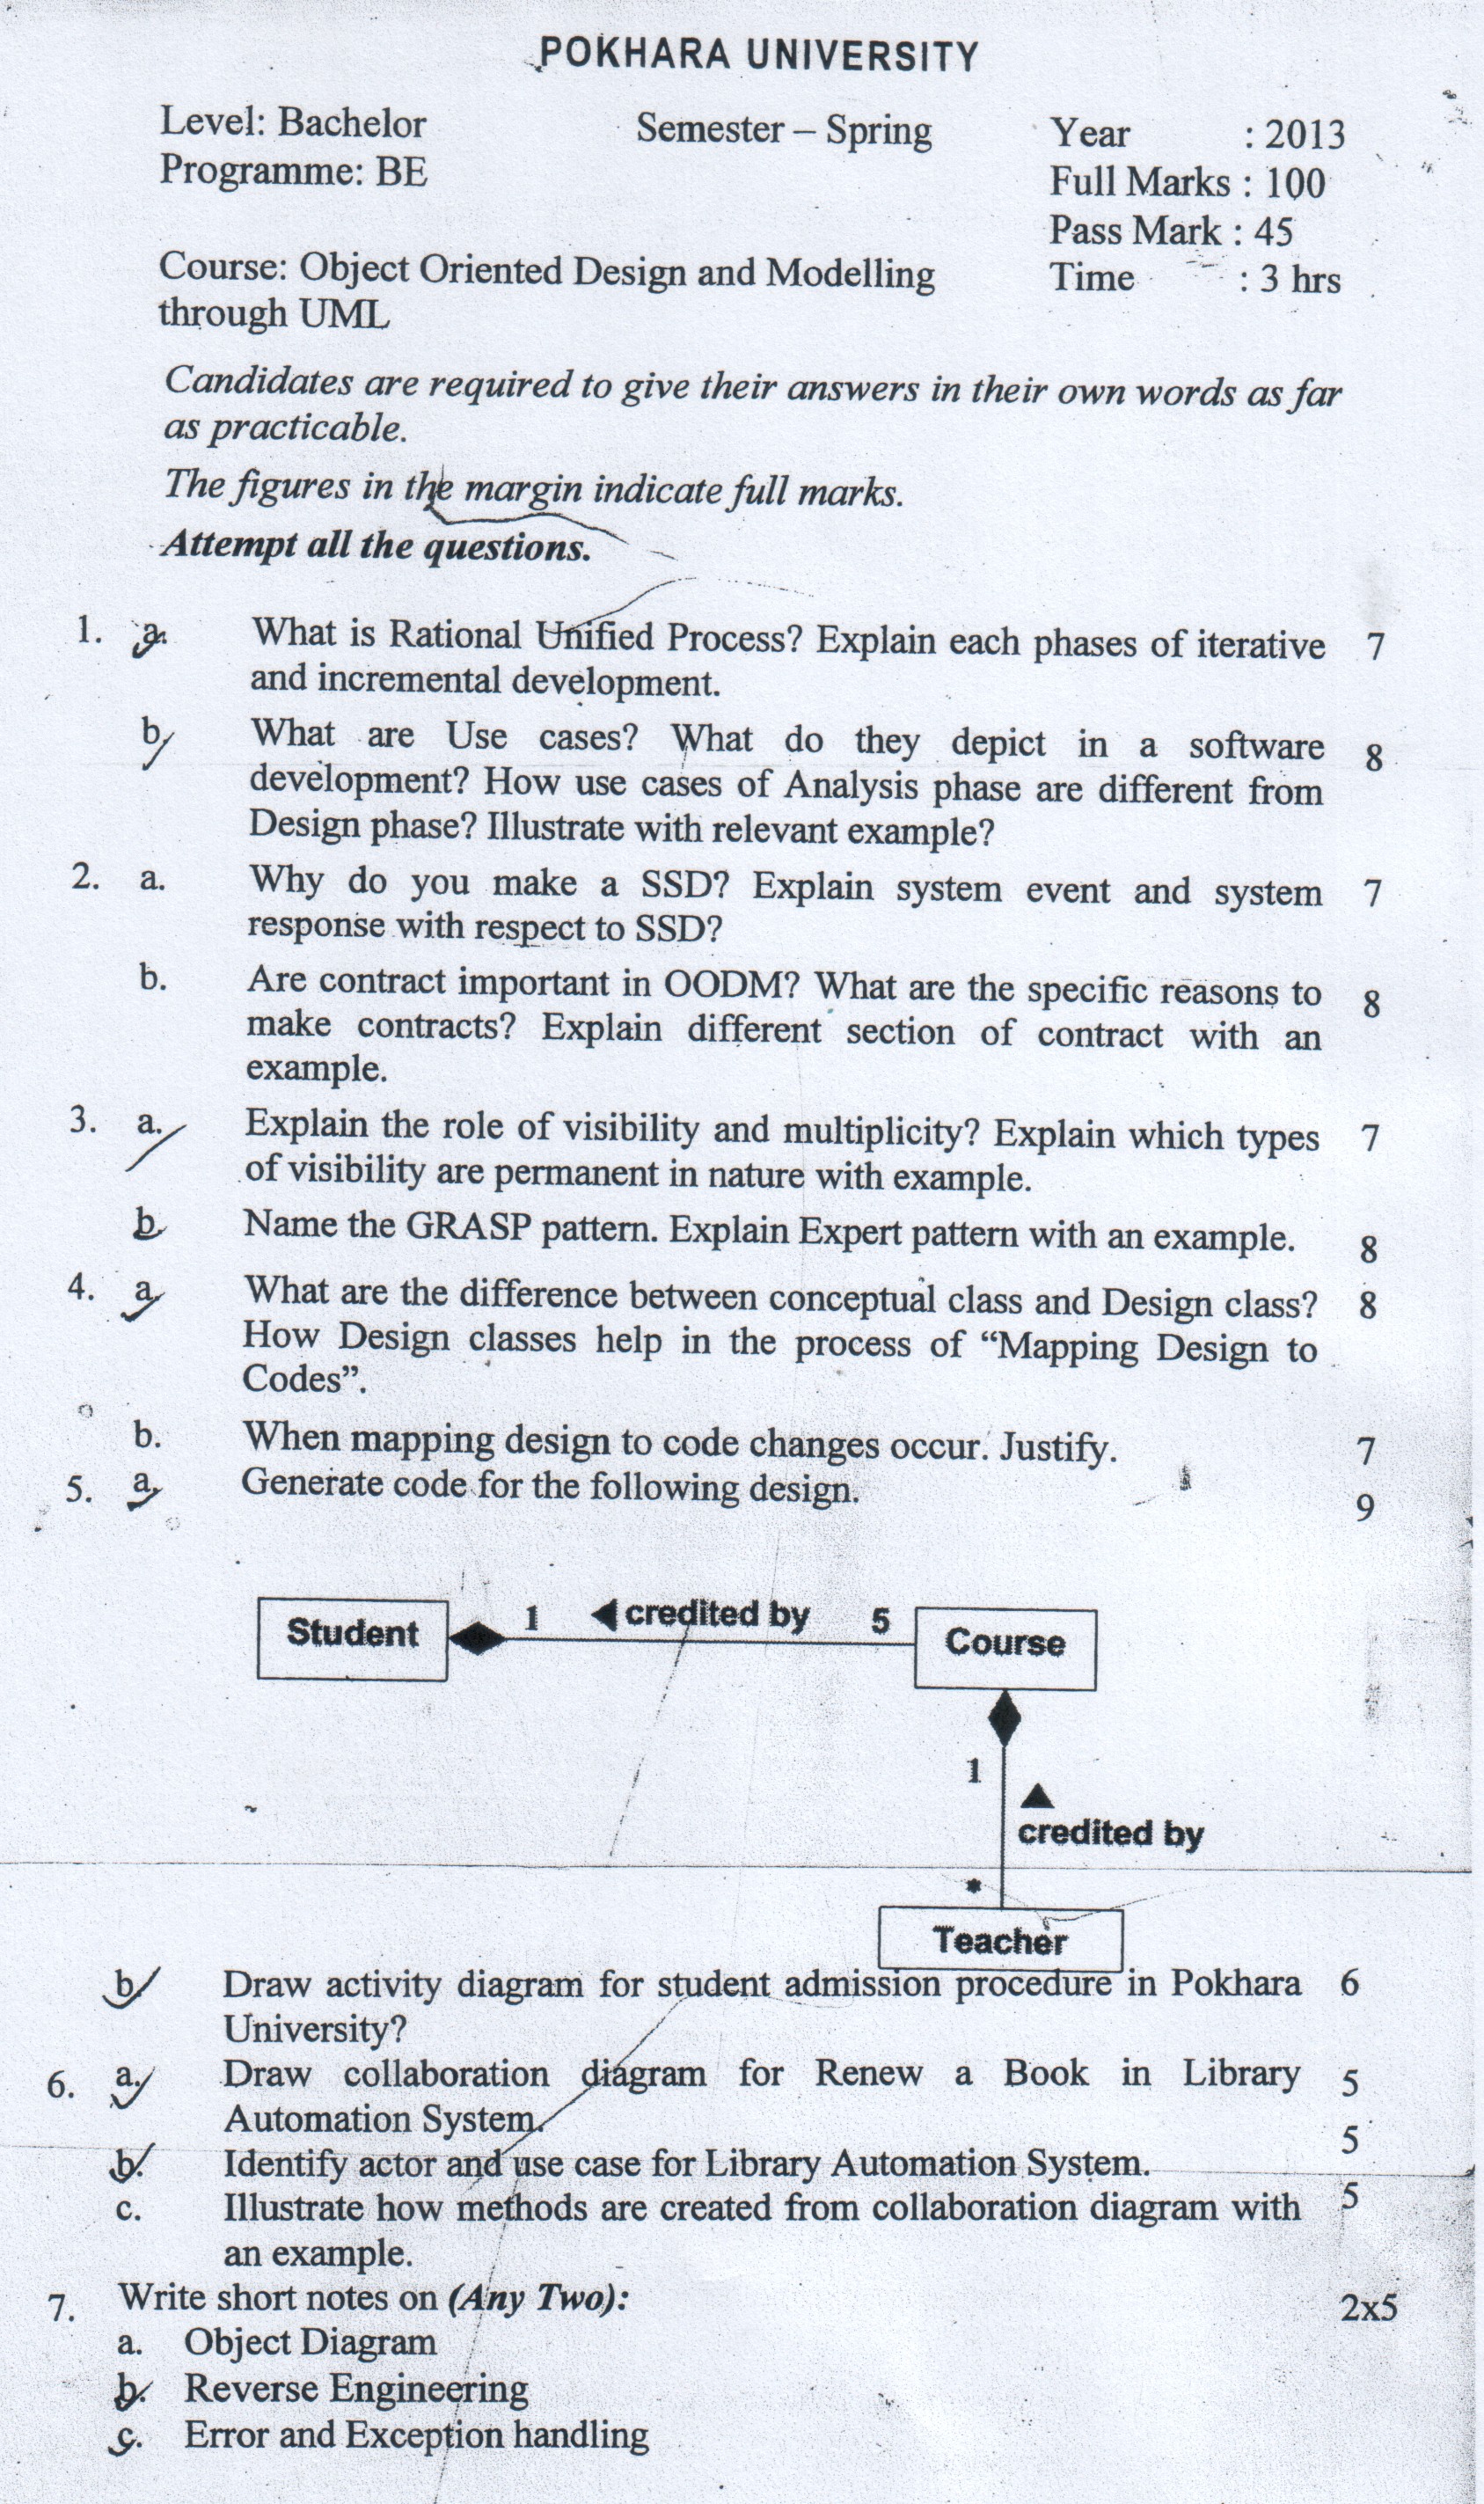 POKHARA UNIVERSITY
Level: Bachelor Semester – Spring Year : 2013
Programme: BE Full Marks : 100
Pass Mark : 45
Course: Object Oriented Design and Modelling Time : 3 hrs
through UML
Candidates are required to give their answers in their own words as far
as practicable.
The figures in the margin indicate full marks.
Attempt all the questions.
1. a. What is Rational Unified Process? Explain each phases of iterative 7
and incremental development.
b. What are Use cases? What do they depict in a software 8
development? How use cases of Analysis phase are different from
Design phase? Illustrate with relevant example?
2. a. Why do you make a SSD? Explain system event and system 7
response with respect to SSD?
b. Are contract important in OODM? What are the specific reasons to 8
make contracts? Explain different section of contract with an
example.
3. a. Explain the role of visibility and multiplicity? Explain which types 7
of visibility are permanent in nature with example.
b. Name the GRASP pattern. Explain Expert pattern with an example. 8
4. a. What are the difference between conceptual class and Design class? 8
How Design classes help in the process of “Mapping Design to
Codes”.
b. When mapping design to code changes occur. Justify. 7
5. a. Generate code for the following design. 9
Student 1 ◀ credited by 5 Course
1
▲
credited by
*
Teacher
b. Draw activity diagram for student admission procedure in Pokhara 6
University?
6. a. Draw collaboration diagram for Renew a Book in Library 5
Automation System.
b. Identify actor and use case for Library Automation System. 5
c. Illustrate how methods are created from collaboration diagram with 5
an example.
7. Write short notes on (Any Two): 2x5
a. Object Diagram
b. Reverse Engineering
c. Error and Exception handling